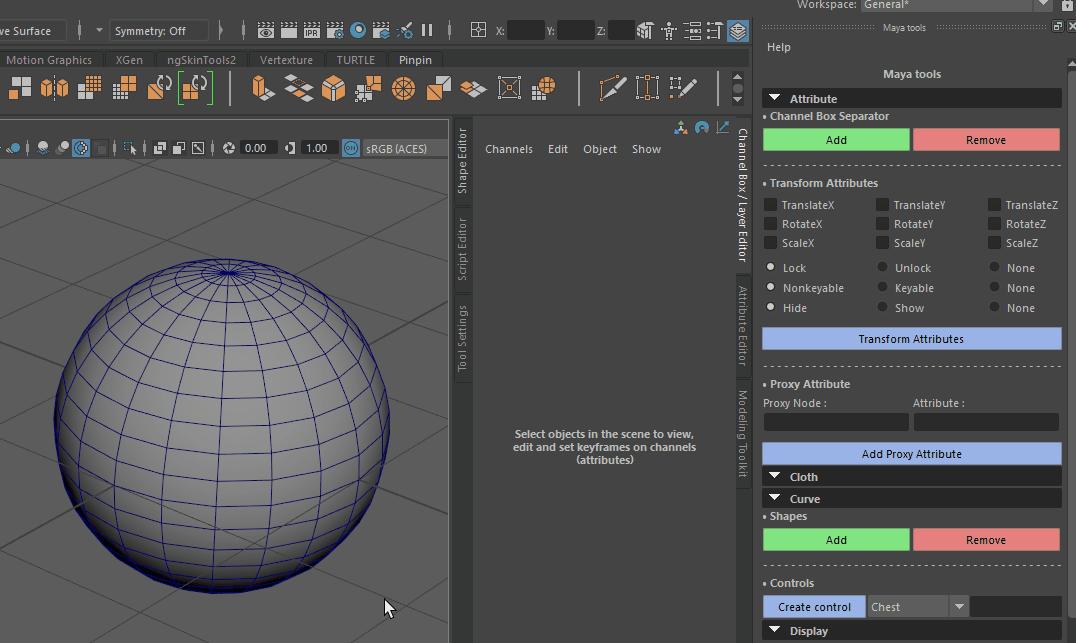 Workspace: General*
ve Surface Symmetry: Off X: Y: Z:
Maya tools
Motion Graphics XGen ngSkinTools2 Vertexture TURTLE Pinpin
Help
Maya tools
IPR
0.00 1.00 ON sRGB (ACES)
Shape Editor
Script Editor
Tool Settings
Channels Edit Object Show
Select objects in the scene to view,
edit and set keyframes on channels
(attributes)
Channel Box / Layer Editor
Attribute Editor
Modeling Toolkit
Attribute
• Channel Box Separator
Add Remove
• Transform Attributes
TranslateX TranslateY TranslateZ
RotateX RotateY RotateZ
ScaleX ScaleY ScaleZ
Lock Unlock None
Nonkeyable Keyable None
Hide Show None
Transform Attributes
• Proxy Attribute
Proxy Node : Attribute :
Add Proxy Attribute
Cloth
Curve
• Shapes
Add Remove
• Controls
Create control Chest
Display